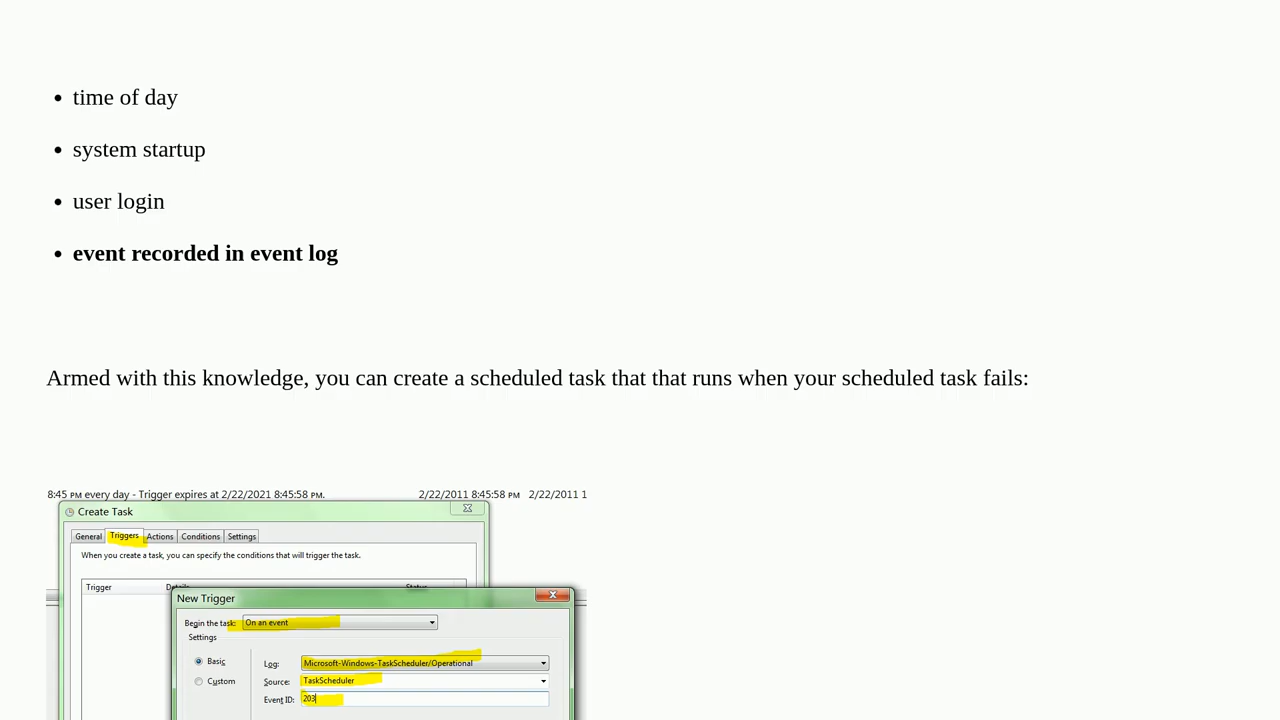 time of day
system startup
user login
event recorded in event log
Armed with this knowledge, you can create a scheduled task that that runs when your scheduled task fails:
8:45 PM every day - Trigger expires at 2/22/2021 8:45:58 PM. 2/22/2011 8:45:58 PM 2/22/2011 1
Create Task
General Triggers Actions Conditions Settings
When you create a task, you can specify the conditions that will trigger the task.
Trigger Details Status
New Trigger
Begin the task: On an event
Settings
Basic
Log: Microsoft-Windows-TaskScheduler/Operational
Custom
Source: TaskScheduler
Event ID: 203